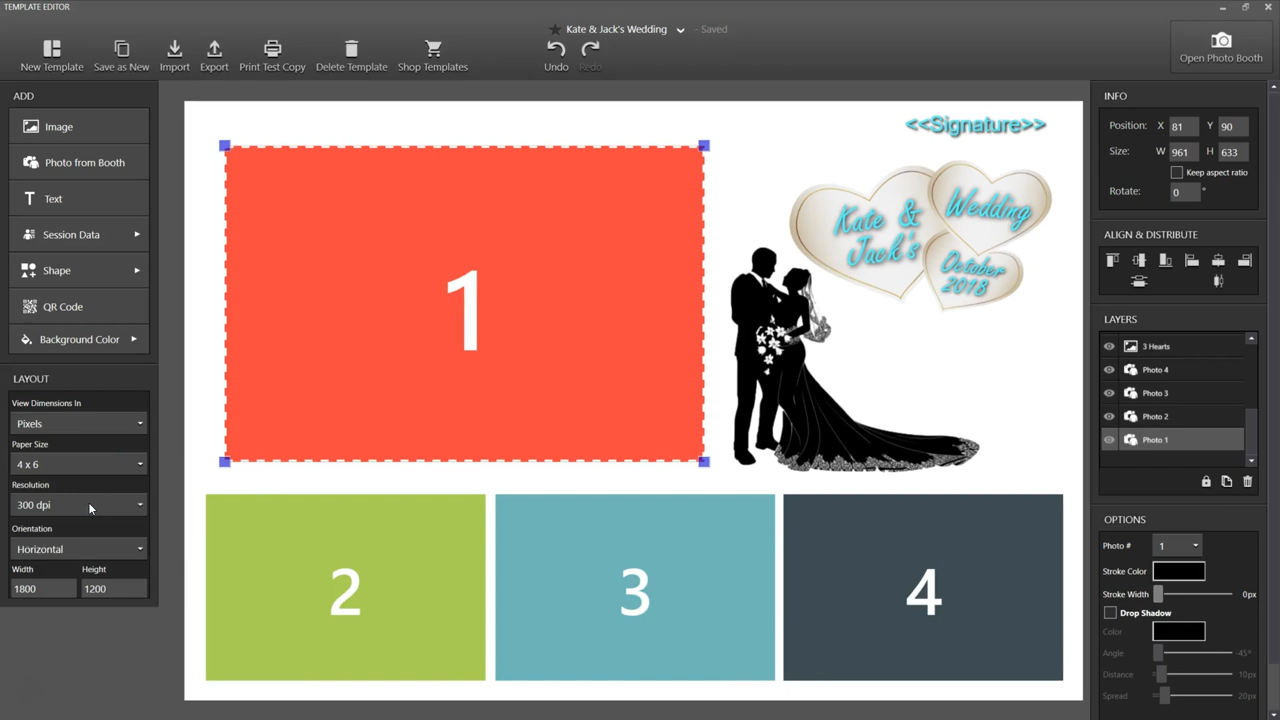 TEMPLATE EDITOR
Kate & Jack's Wedding - Saved
New Template Save as New Import Export Print Test Copy Delete Template Shop Templates Undo Redo Open Photo Booth
ADD
Image
Photo from Booth
Text
Session Data
Shape
QR Code
Background Color
LAYOUT
View Dimensions In
Pixels
Paper Size
4 x 6
Resolution
300 dpi
Orientation
Horizontal
Width Height
1800 1200
<<Signature>>
Kate &
Jack's
Wedding
October
2018
1
2 3 4
INFO
Position: X 81 Y 90
Size: W 961 H 633
Keep aspect ratio
Rotate: 0 °
ALIGN & DISTRIBUTE
LAYERS
3 Hearts
Photo 4
Photo 3
Photo 2
Photo 1
OPTIONS
Photo # 1
Stroke Color
Stroke Width 0px
Drop Shadow
Color
Angle -45°
Distance 10px
Spread 20px